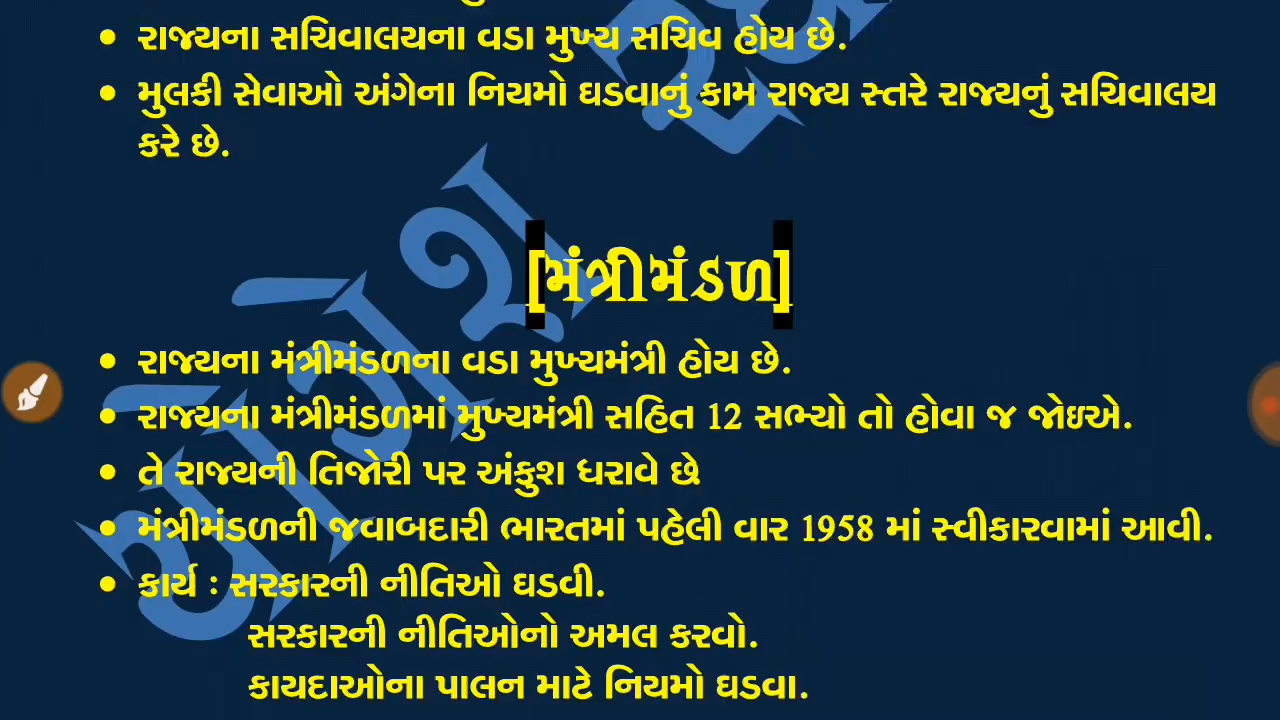 રાજ્યના સચિવાલયના વડા મુખ્ય સચિવ હોય છે.
મુલકી સેવાઓ અંગેના નિયમો ઘડવાનું કામ રાજ્ય સ્તરે રાજ્યનું સચિવાલય
કરે છે.
[મંત્રીમંડળ]
રાજ્યના મંત્રીમંડળના વડા મુખ્યમંત્રી હોય છે.
રાજ્યના મંત્રીમંડળમાં મુખ્યમંત્રી સહિત 12 સભ્યો તો હોવા જ જોઇએ.
તે રાજ્યની તિજોરી પર અંકુશ ધરાવે છે
મંત્રીમંડળની જવાબદારી ભારતમાં પહેલી વાર 1958 માં સ્વીકારવામાં આવી.
કાર્ય : સરકારની નીતિઓ ઘડવી.
સરકારની નીતિઓનો અમલ કરવો.
કાયદાઓના પાલન માટે નિયમો ઘડવા.
યોગેશ